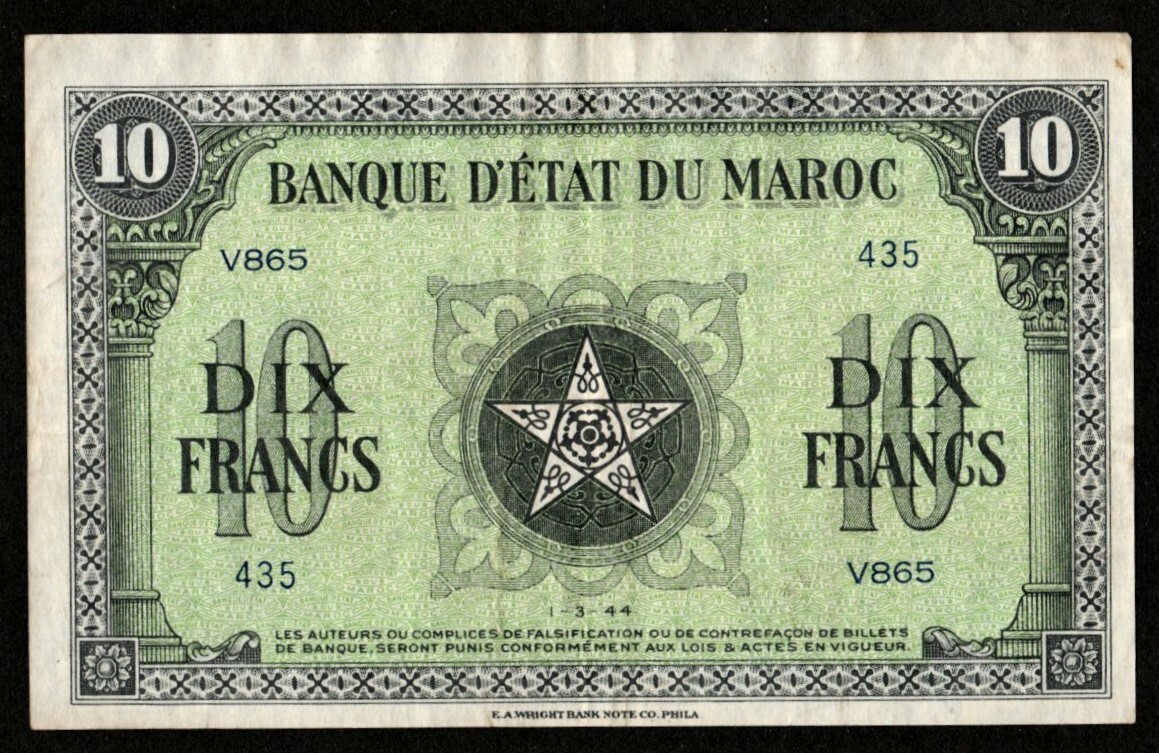 10 10
BANQUE D'ÉTAT DU MAROC
V865 435
10 10
DIX DIX
FRANCS FRANCS
435 V865
1-3-44
LES AUTEURS OU COMPLICES DE FALSIFICATION OU DE CONTREFAÇON DE BILLETS
DE BANQUE, SERONT PUNIS CONFORMÉMENT AUX LOIS & ACTES EN VIGUEUR.
E.A.WRIGHT BANK NOTE CO. PHILA